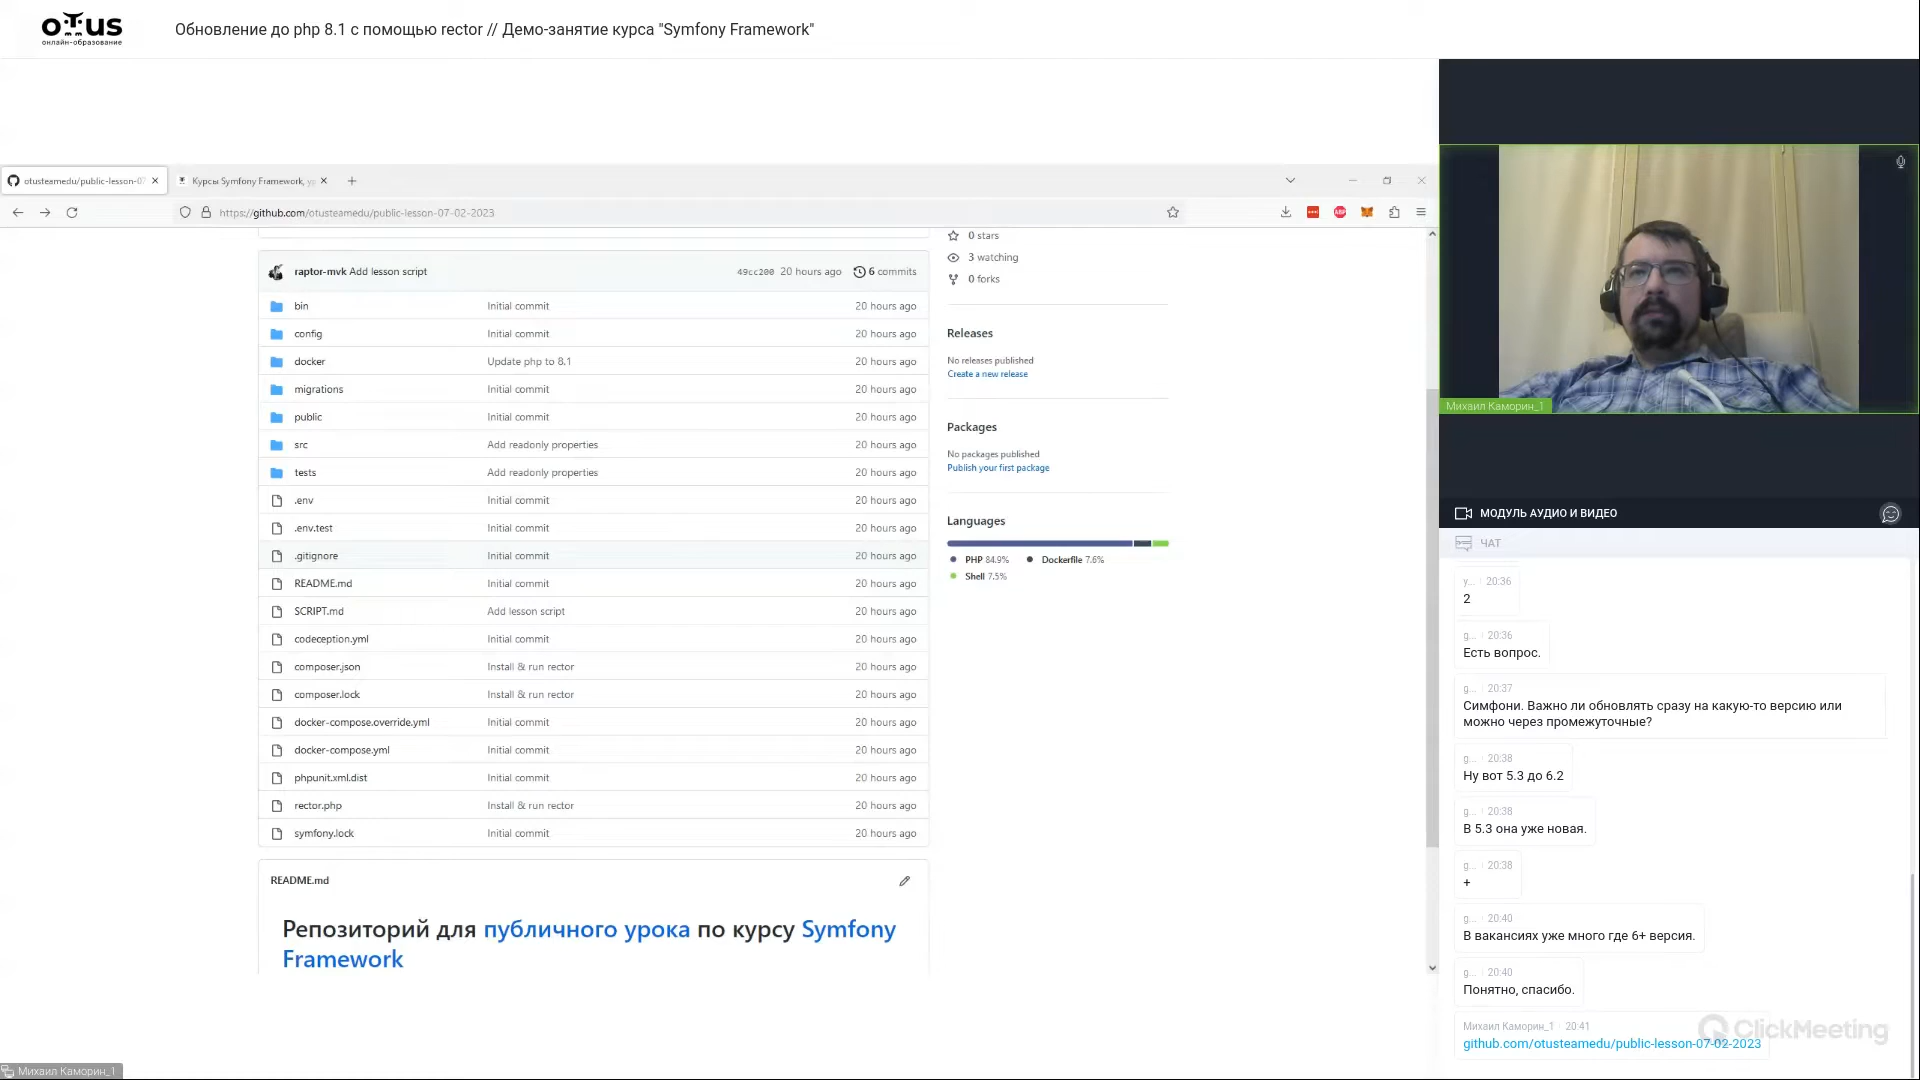 otus
онлайн-образование
Обновление до php 8.1 с помощью rector // Демо-занятие курса "Symfony Framework"
otusteamedu/public-lesson-07
Курсы Symfony Framework,
https://github.com/otusteamedu/public-lesson-07-02-2023
raptor-mvk Add lesson script 49cc200 20 hours ago 6 commits
bin Initial commit 20 hours ago
config Initial commit 20 hours ago
docker Update php to 8.1 20 hours ago
migrations Initial commit 20 hours ago
public Initial commit 20 hours ago
src Add readonly properties 20 hours ago
tests Add readonly properties 20 hours ago
.env Initial commit 20 hours ago
.env.test Initial commit 20 hours ago
.gitignore Initial commit 20 hours ago
README.md Initial commit 20 hours ago
SCRIPT.md Add lesson script 20 hours ago
codeception.yml Initial commit 20 hours ago
composer.json Install & run rector 20 hours ago
composer.lock Install & run rector 20 hours ago
docker-compose.override.yml Initial commit 20 hours ago
docker-compose.yml Initial commit 20 hours ago
phpunit.xml.dist Initial commit 20 hours ago
rector.php Install & run rector 20 hours ago
symfony.lock Initial commit 20 hours ago
README.md
Репозиторий для публичного урока по курсу Symfony
Framework
0 stars
3 watching
0 forks
Releases
No releases published
Create a new release
Packages
No packages published
Publish your first package
Languages
PHP 84.9% Dockerfile 7.6%
Shell 7.5%
Михаил Каморин_1
МОДУЛЬ АУДИО И ВИДЕО
ЧАТ
y... 20:36
2
g... 20:36
Есть вопрос.
g... 20:37
Симфони. Важно ли обновлять сразу на какую-то версию или
можно через промежуточные?
g... 20:38
Ну вот 5.3 до 6.2
g... 20:38
В 5.3 она уже новая.
g... 20:38
+
g... 20:40
В вакансиях уже много где 6+ версия.
g... 20:40
Понятно, спасибо.
Михаил Каморин_1 20:41
github.com/otusteamedu/public-lesson-07-02-2023
ClickMeeting
Михаил Каморин_1